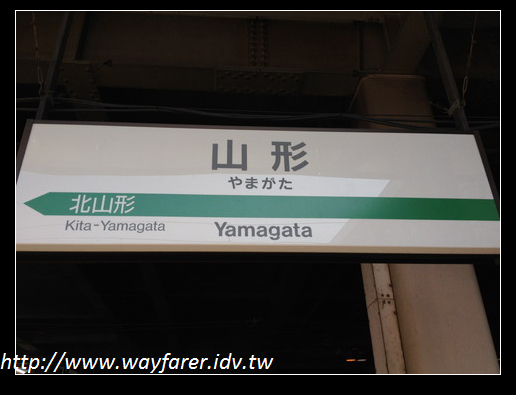 山形
やまがた
北山形
Kita-Yamagata
Yamagata
http://www.wayfarer.idv.tw